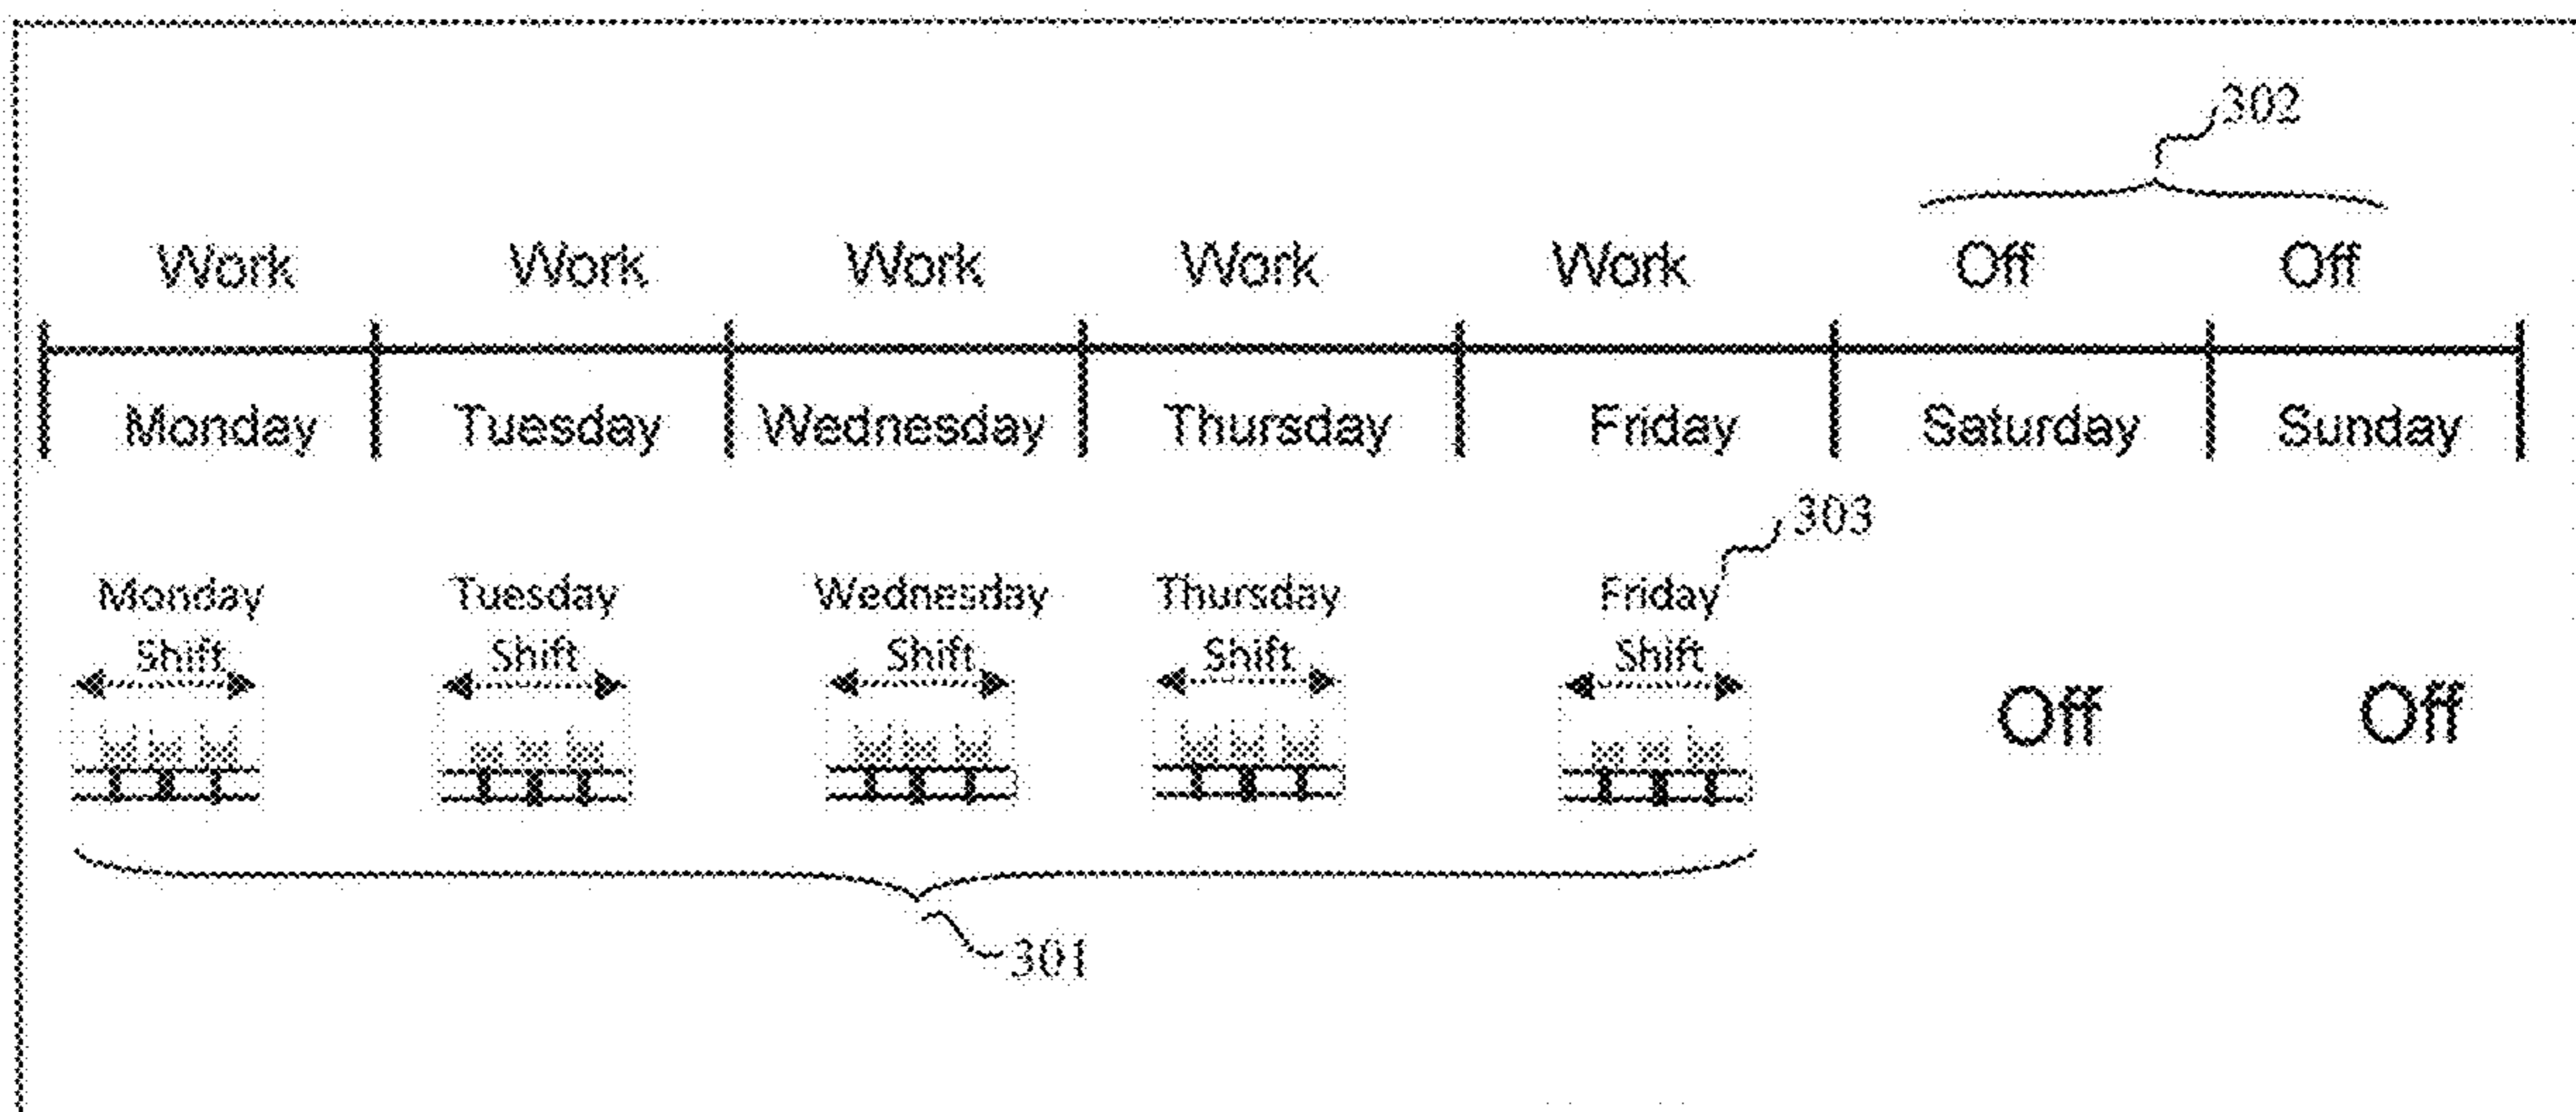 302
Work Work Work Work Work Off Off
Monday Tuesday Wednesday Thursday Friday Saturday Sunday
303
Monday Tuesday Wednesday Thursday Friday
Shift Shift Shift Shift Shift
Off Off
301